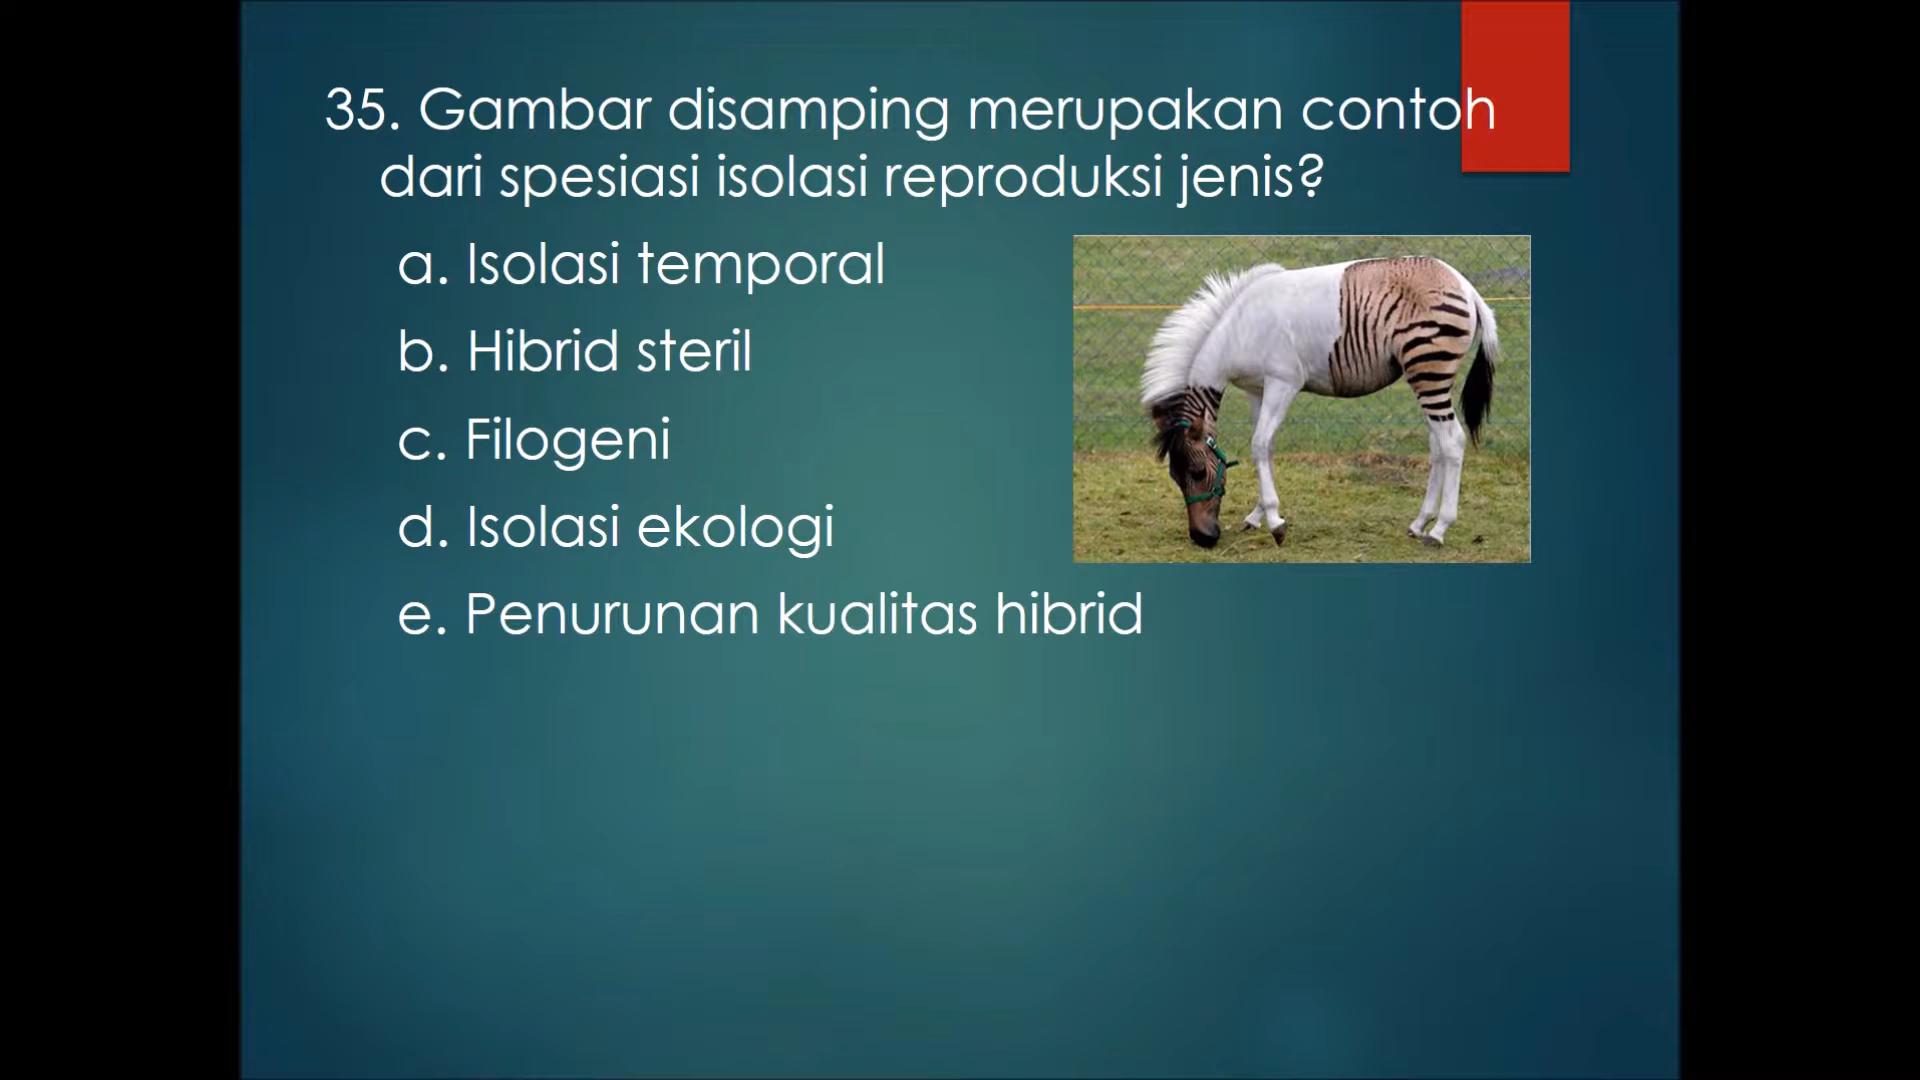 35. Gambar disamping merupakan contoh
dari spesiasi isolasi reproduksi jenis?
a. Isolasi temporal
b. Hibrid steril
c. Filogeni
d. Isolasi ekologi
e. Penurunan kualitas hibrid